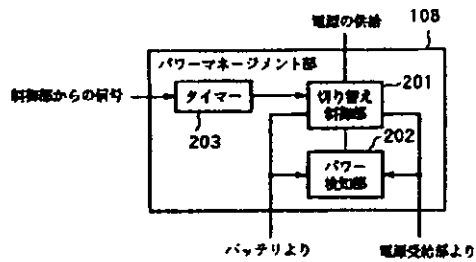 電源の供給
108
パワーマネージメント部
201
制御部からの信号
タイマー
切り替え
制御部
203
202
パワー
検知部
バッテリより
電源受給部より